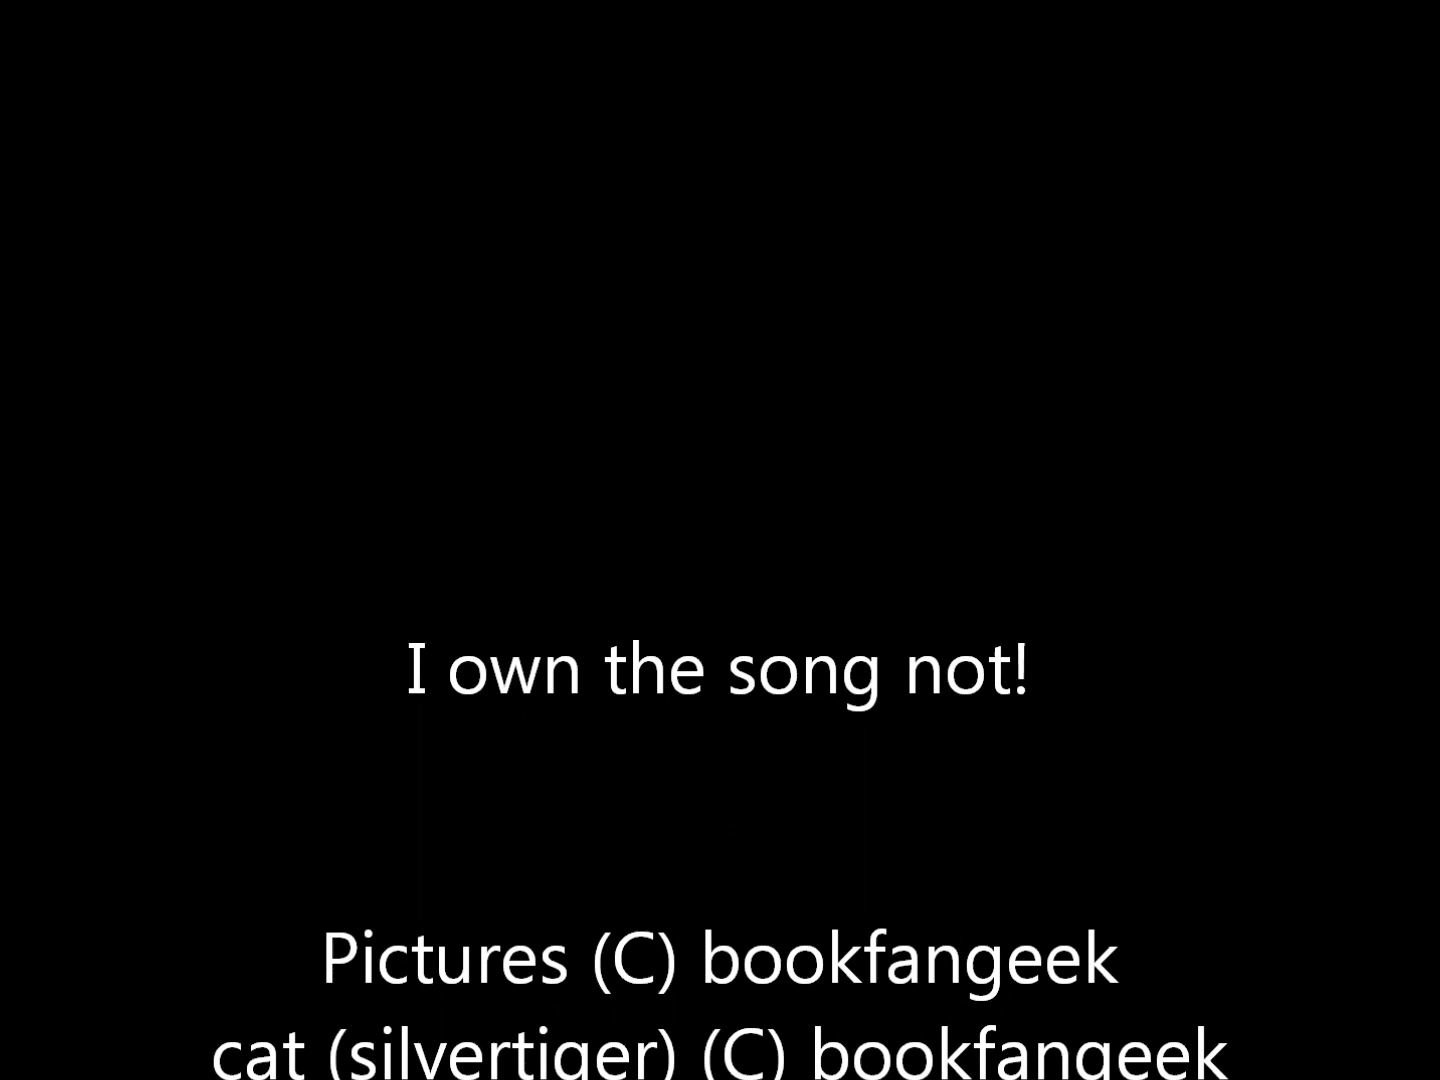 I own the song not!
Pictures (C) bookfangeek
cat (silvertiger) (C) bookfangeek